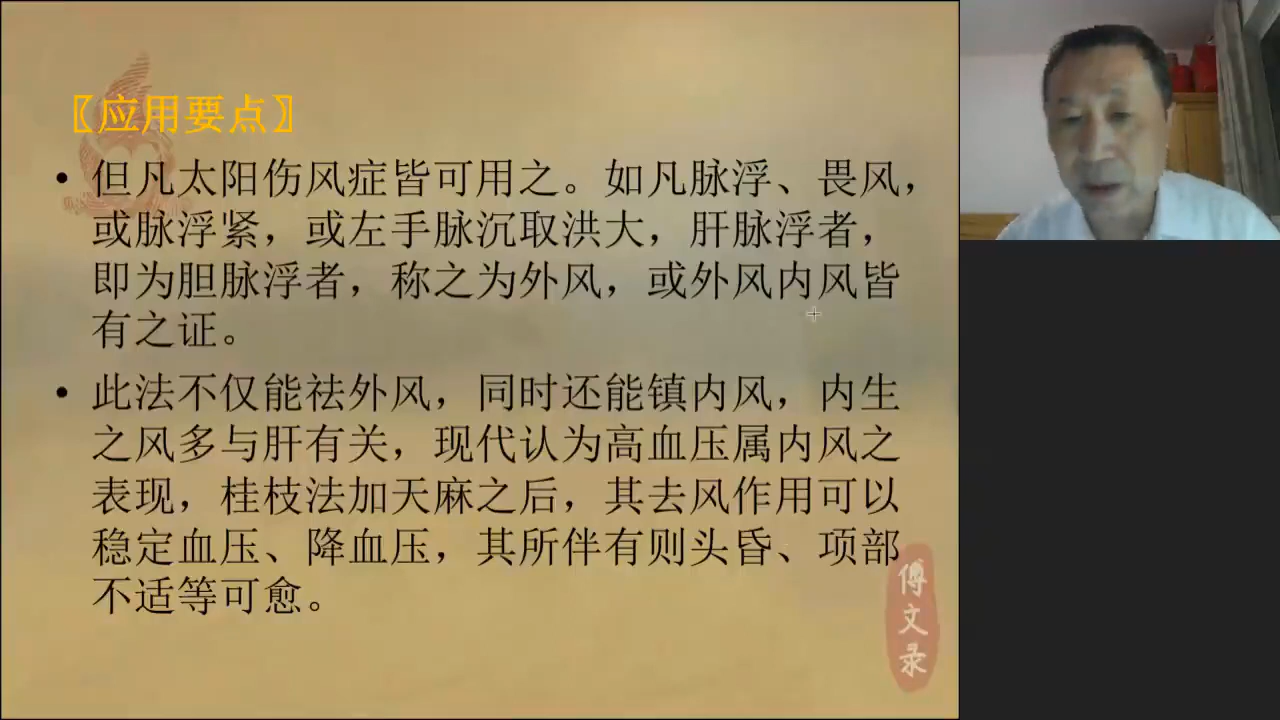 〖应用要点〗
• 但凡太阳伤风症皆可用之。如凡脉浮、畏风，
或脉浮紧，或左手脉沉取洪大，肝脉浮者，
即为胆脉浮者，称之为外风，或外风内风皆
有之证。
• 此法不仅能祛外风，同时还能镇内风，内生
之风多与肝有关，现代认为高血压属内风之
表现，桂枝法加天麻之后，其去风作用可以
稳定血压、降血压，其所伴有则头昏、项部
不适等可愈。
傅文录